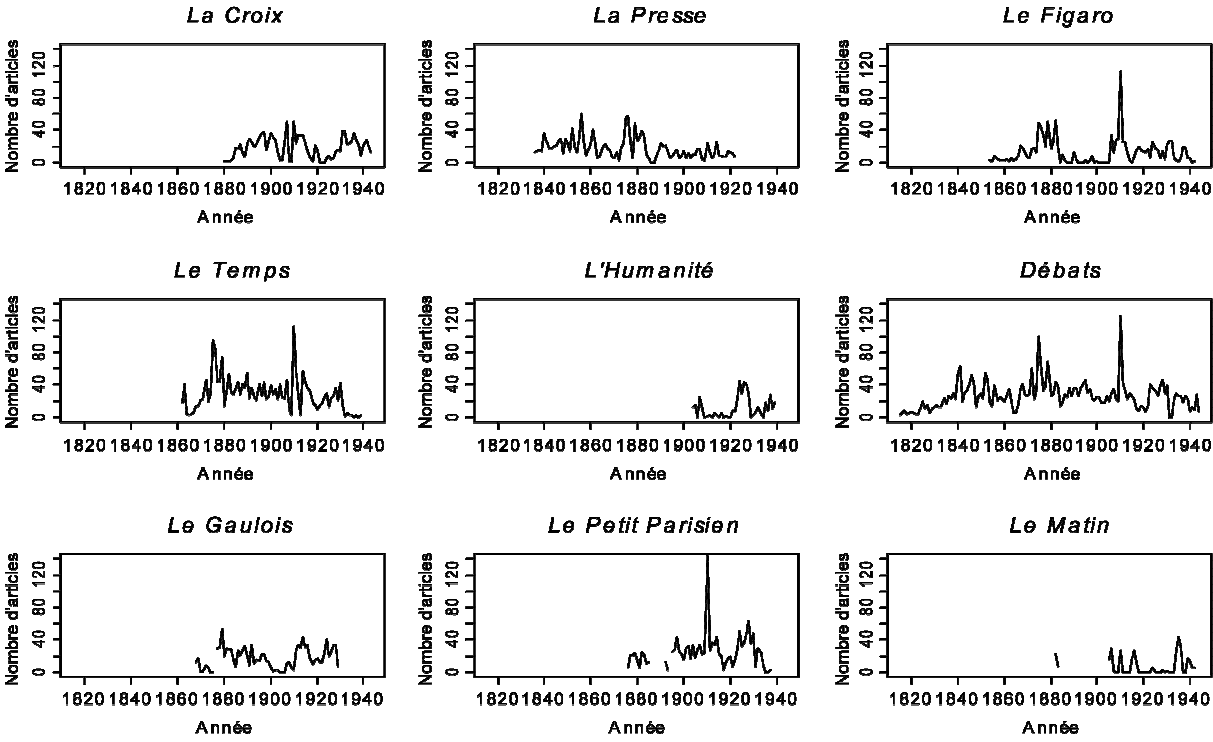 La Croix
Nombre d'articles
0 40 80 120
1820 1840 1860 1880 1900 1920 1940
Année
La Presse
Nombre d'articles
0 40 80 120
1820 1840 1860 1880 1900 1920 1940
Année
Le Figaro
Nombre d'articles
0 40 80 120
1820 1840 1860 1880 1900 1920 1940
Année
Le Temps
Nombre d'articles
0 40 80 120
1820 1840 1860 1880 1900 1920 1940
Année
L'Humanité
Nombre d'articles
0 40 80 120
1820 1840 1860 1880 1900 1920 1940
Année
Débats
Nombre d'articles
0 40 80 120
1820 1840 1860 1880 1900 1920 1940
Année
Le Gaulois
Nombre d'articles
0 40 80 120
1820 1840 1860 1880 1900 1920 1940
Année
Le Petit Parisien
Nombre d'articles
0 40 80 120
1820 1840 1860 1880 1900 1920 1940
Année
Le Matin
Nombre d'articles
0 40 80 120
1820 1840 1860 1880 1900 1920 1940
Année